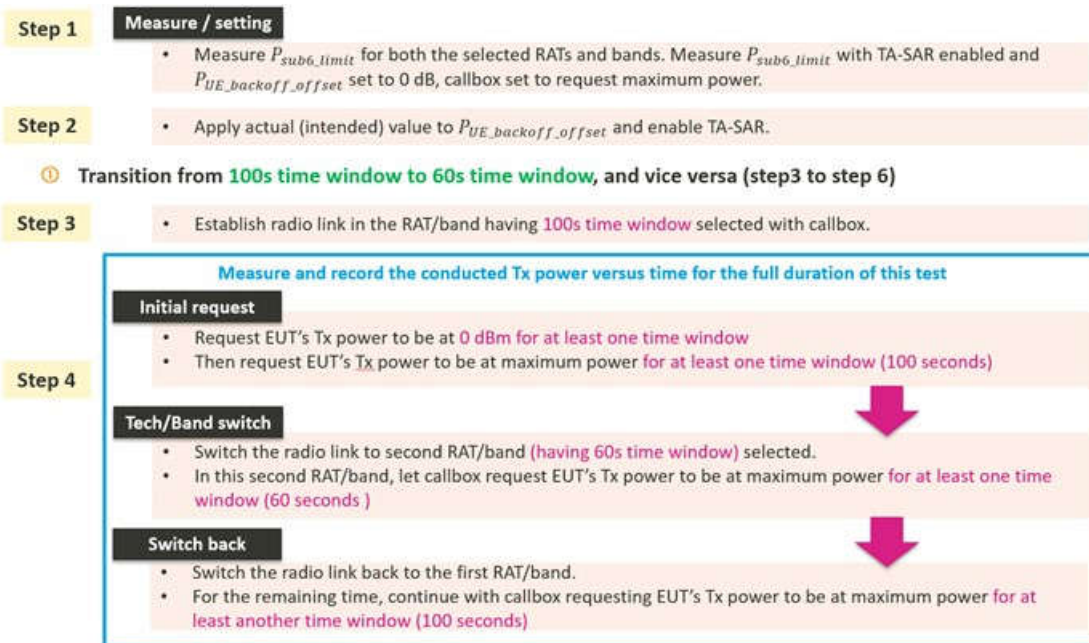 Step 1
Measure / setting
• Measure P_sub6_limit for both the selected RATs and bands. Measure P_sub6_limit with TA-SAR enabled and
P_UE_backoff_offset set to 0 dB, callbox set to request maximum power.
Step 2
• Apply actual (intended) value to P_UE_backoff_offset and enable TA-SAR.
① Transition from 100s time window to 60s time window, and vice versa (step3 to step 6)
Step 3
• Establish radio link in the RAT/band having 100s time window selected with callbox.
Measure and record the conducted Tx power versus time for the full duration of this test
Step 4
Initial request
• Request EUT's Tx power to be at 0 dBm for at least one time window
• Then request EUT's Tx power to be at maximum power for at least one time window (100 seconds)
Tech/Band switch
• Switch the radio link to second RAT/band (having 60s time window) selected.
• In this second RAT/band, let callbox request EUT's Tx power to be at maximum power for at least one time
window (60 seconds )
Switch back
• Switch the radio link back to the first RAT/band.
• For the remaining time, continue with callbox requesting EUT's Tx power to be at maximum power for at
least another time window (100 seconds)